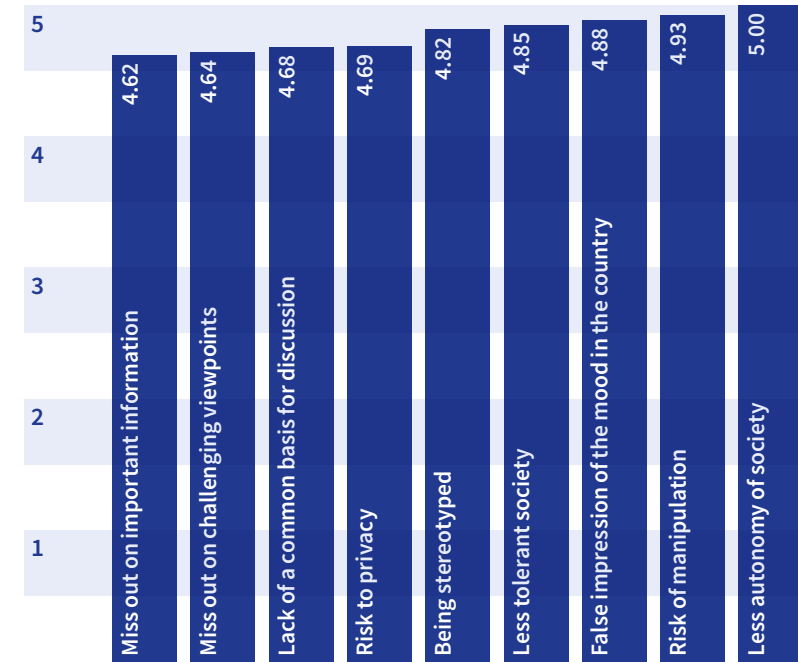 5
4
3
2
1
Miss out on important information 4.62
Miss out on challenging viewpoints 4.64
Lack of a common basis for discussion 4.68
Risk to privacy 4.69
Being stereotyped 4.82
Less tolerant society 4.85
False impression of the mood in the country 4.88
Risk of manipulation 4.93
Less autonomy of society 5.00